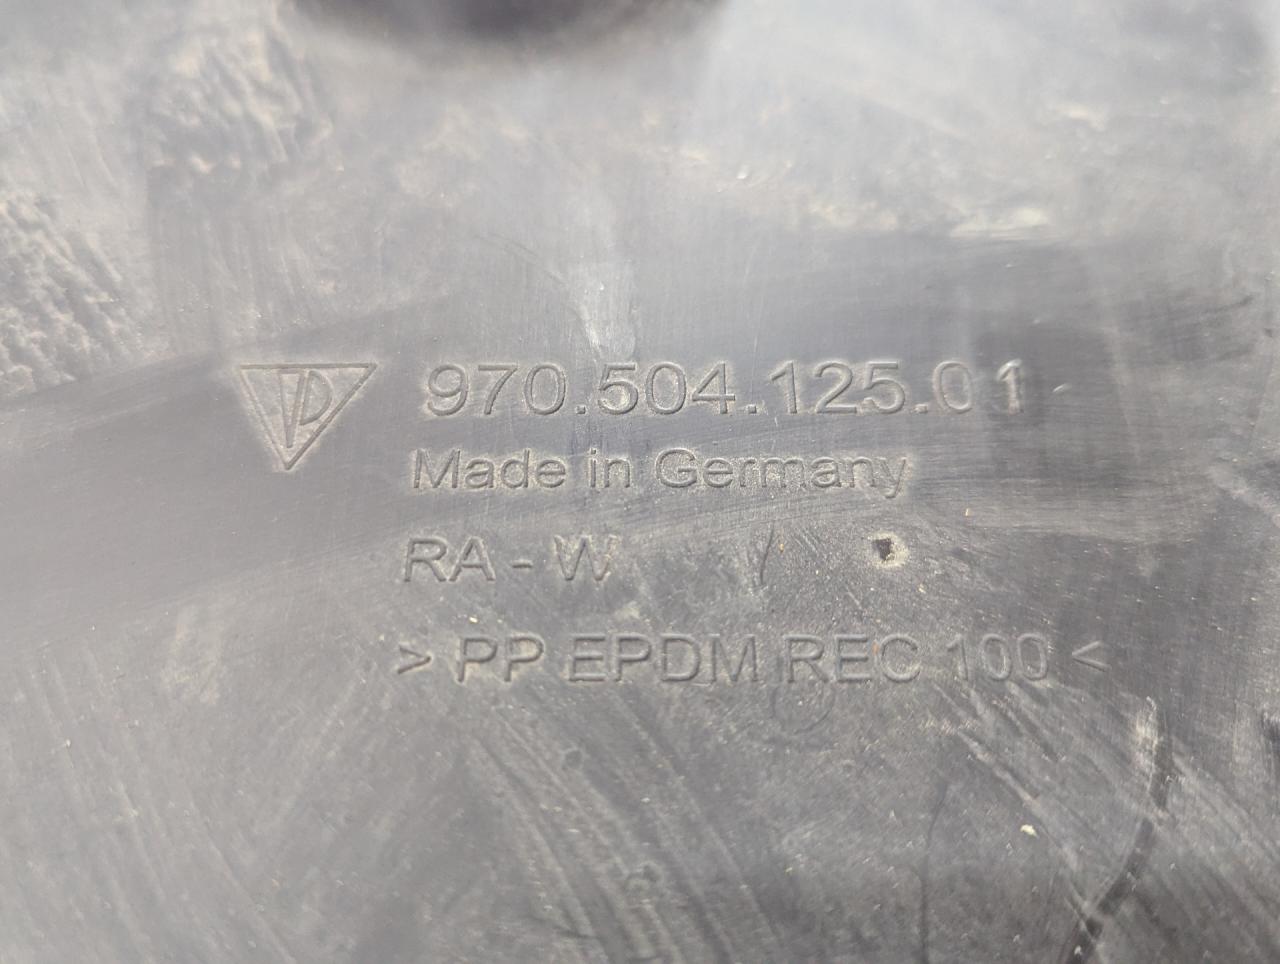 970.504.125.01
Made in Germany
RA - W
> PP EPDM REC 100 <